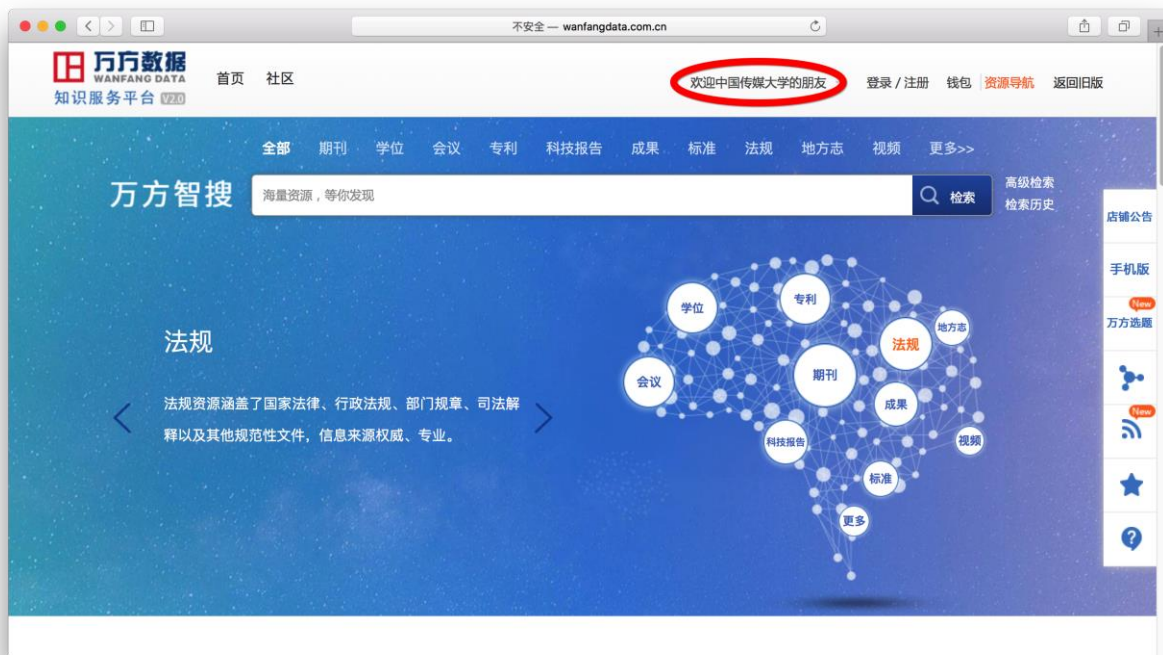 不安全 — wanfangdata.com.cn
万方数据
WANFANG DATA
知识服务平台 V2.0
首页 社区
欢迎中国传媒大学的朋友
登录 / 注册 钱包 资源导航 返回旧版
全部 期刊 学位 会议 专利 科技报告 成果 标准 法规 地方志 视频 更多>>
万方智搜
海量资源，等你发现
检索
高级检索
检索历史
店铺公告
手机版
New
万方选题
New
法规
法规资源涵盖了国家法律、行政法规、部门规章、司法解
释以及其他规范性文件，信息来源权威、专业。
学位
专利
地方志
法规
会议
期刊
成果
科技报告
视频
标准
更多